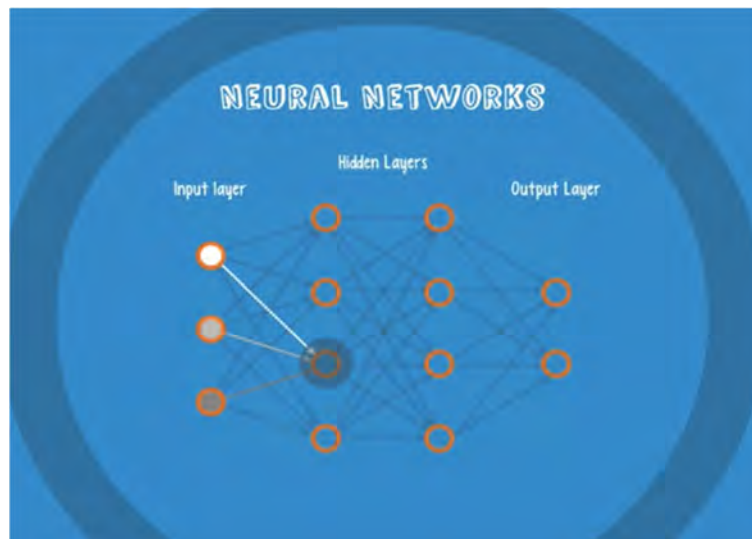 NEURAL NETWORKS
Hidden Layers
Input layer
Output Layer